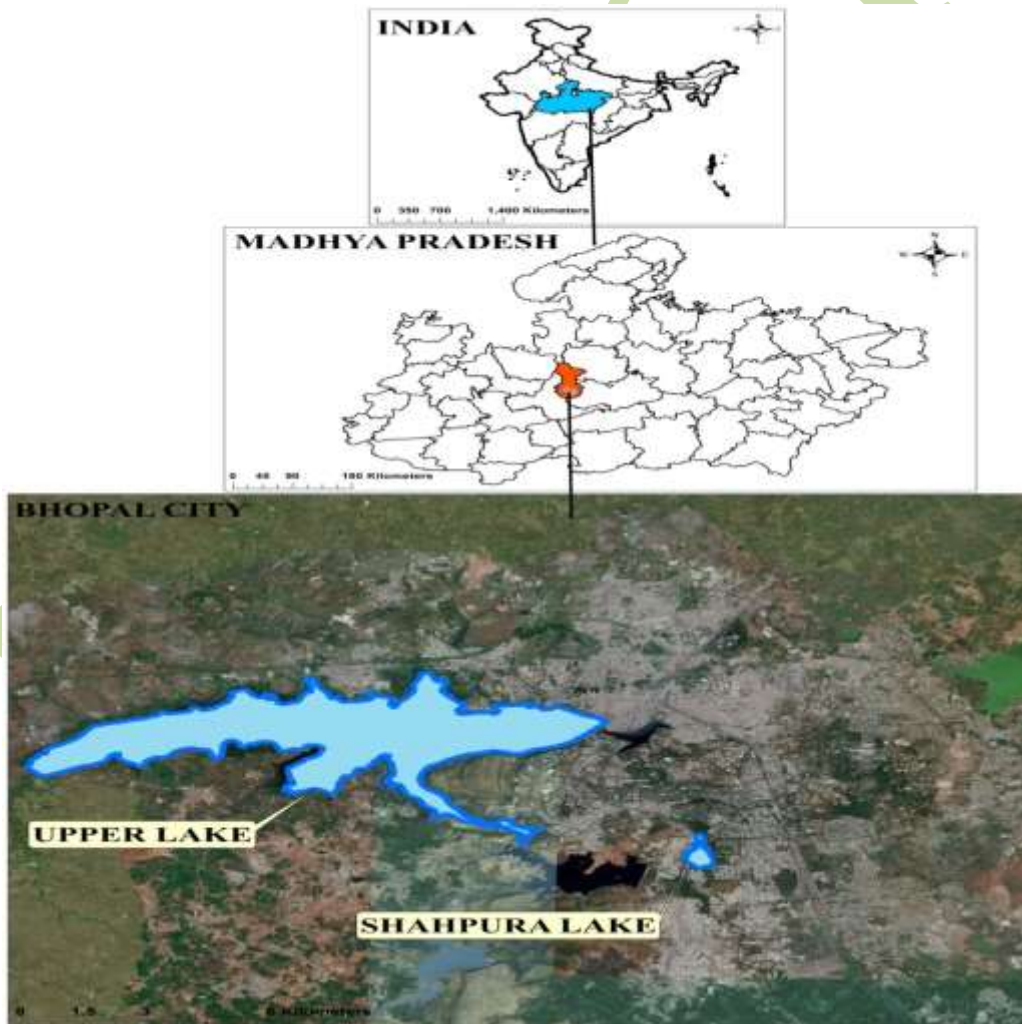 INDIA
0 350 700 1,400 Kilometers
MADHYA PRADESH
N
W E
S
0 45 90 180 Kilometers
BHOPAL CITY
UPPER LAKE
SHAHPURA LAKE
0 1.5 3 6 Kilometers